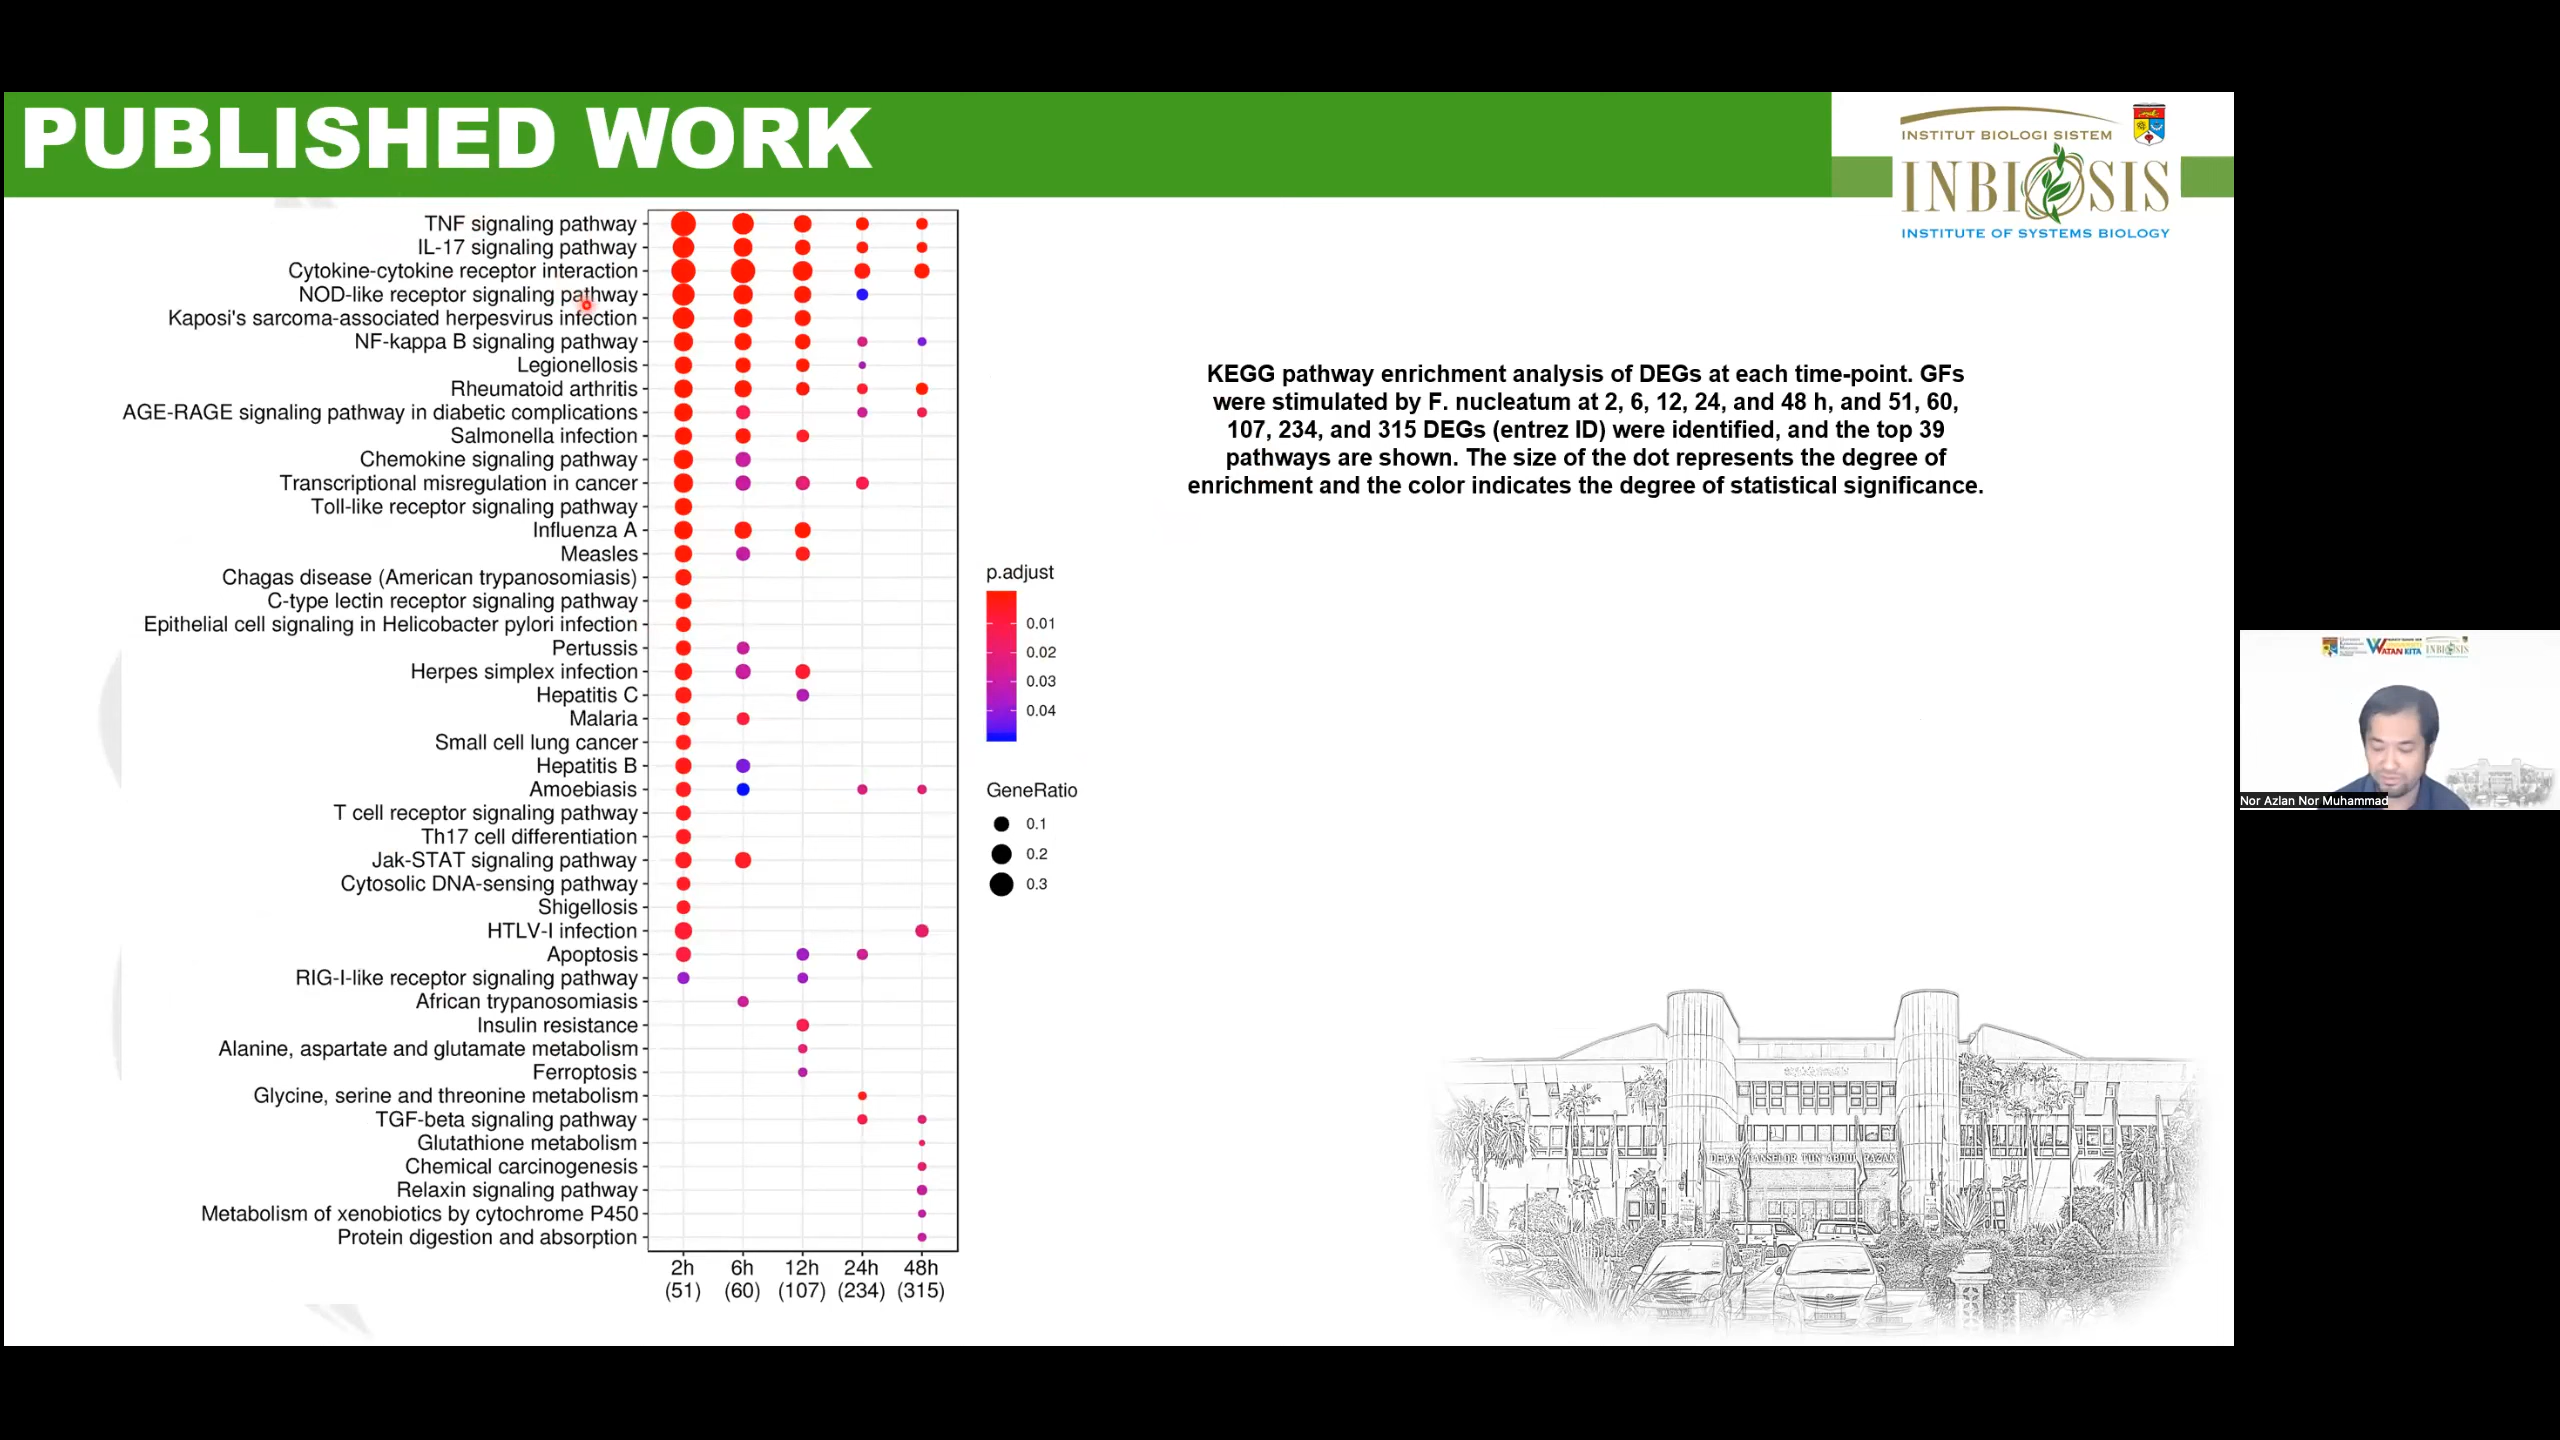 PUBLISHED WORK
INSTITUT BIOLOGI SISTEM
INBIOSIS
INSTITUTE OF SYSTEMS BIOLOGY
TNF signaling pathway
IL-17 signaling pathway
Cytokine-cytokine receptor interaction
NOD-like receptor signaling pathway
Kaposi's sarcoma-associated herpesvirus infection
NF-kappa B signaling pathway
Legionellosis
Rheumatoid arthritis
AGE-RAGE signaling pathway in diabetic complications
Salmonella infection
Chemokine signaling pathway
Transcriptional misregulation in cancer
Toll-like receptor signaling pathway
Influenza A
Measles
Chagas disease (American trypanosomiasis)
C-type lectin receptor signaling pathway
Epithelial cell signaling in Helicobacter pylori infection
Pertussis
Herpes simplex infection
Hepatitis C
Malaria
Small cell lung cancer
Hepatitis B
Amoebiasis
T cell receptor signaling pathway
Th17 cell differentiation
Jak-STAT signaling pathway
Cytosolic DNA-sensing pathway
Shigellosis
HTLV-I infection
Apoptosis
RIG-I-like receptor signaling pathway
African trypanosomiasis
Insulin resistance
Alanine, aspartate and glutamate metabolism
Ferroptosis
Glycine, serine and threonine metabolism
TGF-beta signaling pathway
Glutathione metabolism
Chemical carcinogenesis
Relaxin signaling pathway
Metabolism of xenobiotics by cytochrome P450
Protein digestion and absorption
2h 6h 12h 24h 48h
(51) (60) (107) (234) (315)
p.adjust
0.01
0.02
0.03
0.04
GeneRatio
0.1
0.2
0.3
KEGG pathway enrichment analysis of DEGs at each time-point. GFs
were stimulated by F. nucleatum at 2, 6, 12, 24, and 48 h, and 51, 60,
107, 234, and 315 DEGs (entrez ID) were identified, and the top 39
pathways are shown. The size of the dot represents the degree of
enrichment and the color indicates the degree of statistical significance.
TUN ABDUL RAZAK
WATAN KITA
INBIOSIS
Nor Azlan Nor Muhammad